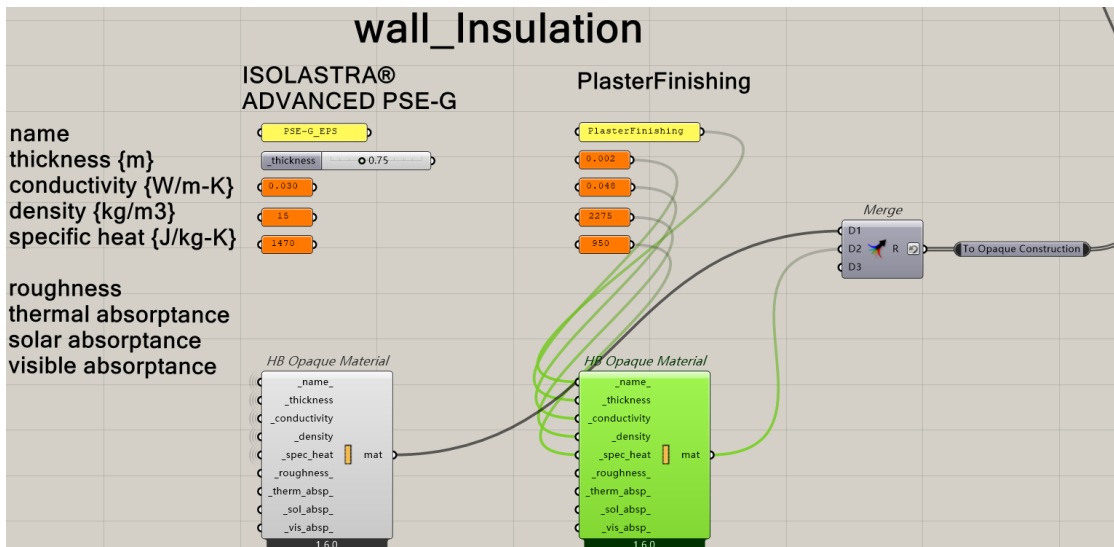 wall_Insulation
ISOLASTRA®
ADVANCED PSE-G
PlasterFinishing
name
PSE-G_EPS
PlasterFinishing
thickness {m}
_thickness
0.75
0.002
conductivity {W/m-K}
0.030
0.048
density {kg/m3}
15
2275
specific heat {J/kg-K}
1470
950
Merge
D1
D2
R
D3
To Opaque Construction
roughness
thermal absorptance
solar absorptance
visible absorptance
HB Opaque Material
_name_
_thickness
_conductivity
_density
_spec_heat
mat
_roughness_
_therm_absp_
_sol_absp_
_vis_absp_
1.6.0
HB Opaque Material
_name_
_thickness
_conductivity
_density
_spec_heat
mat
_roughness_
_therm_absp_
_sol_absp_
_vis_absp_
1.6.0